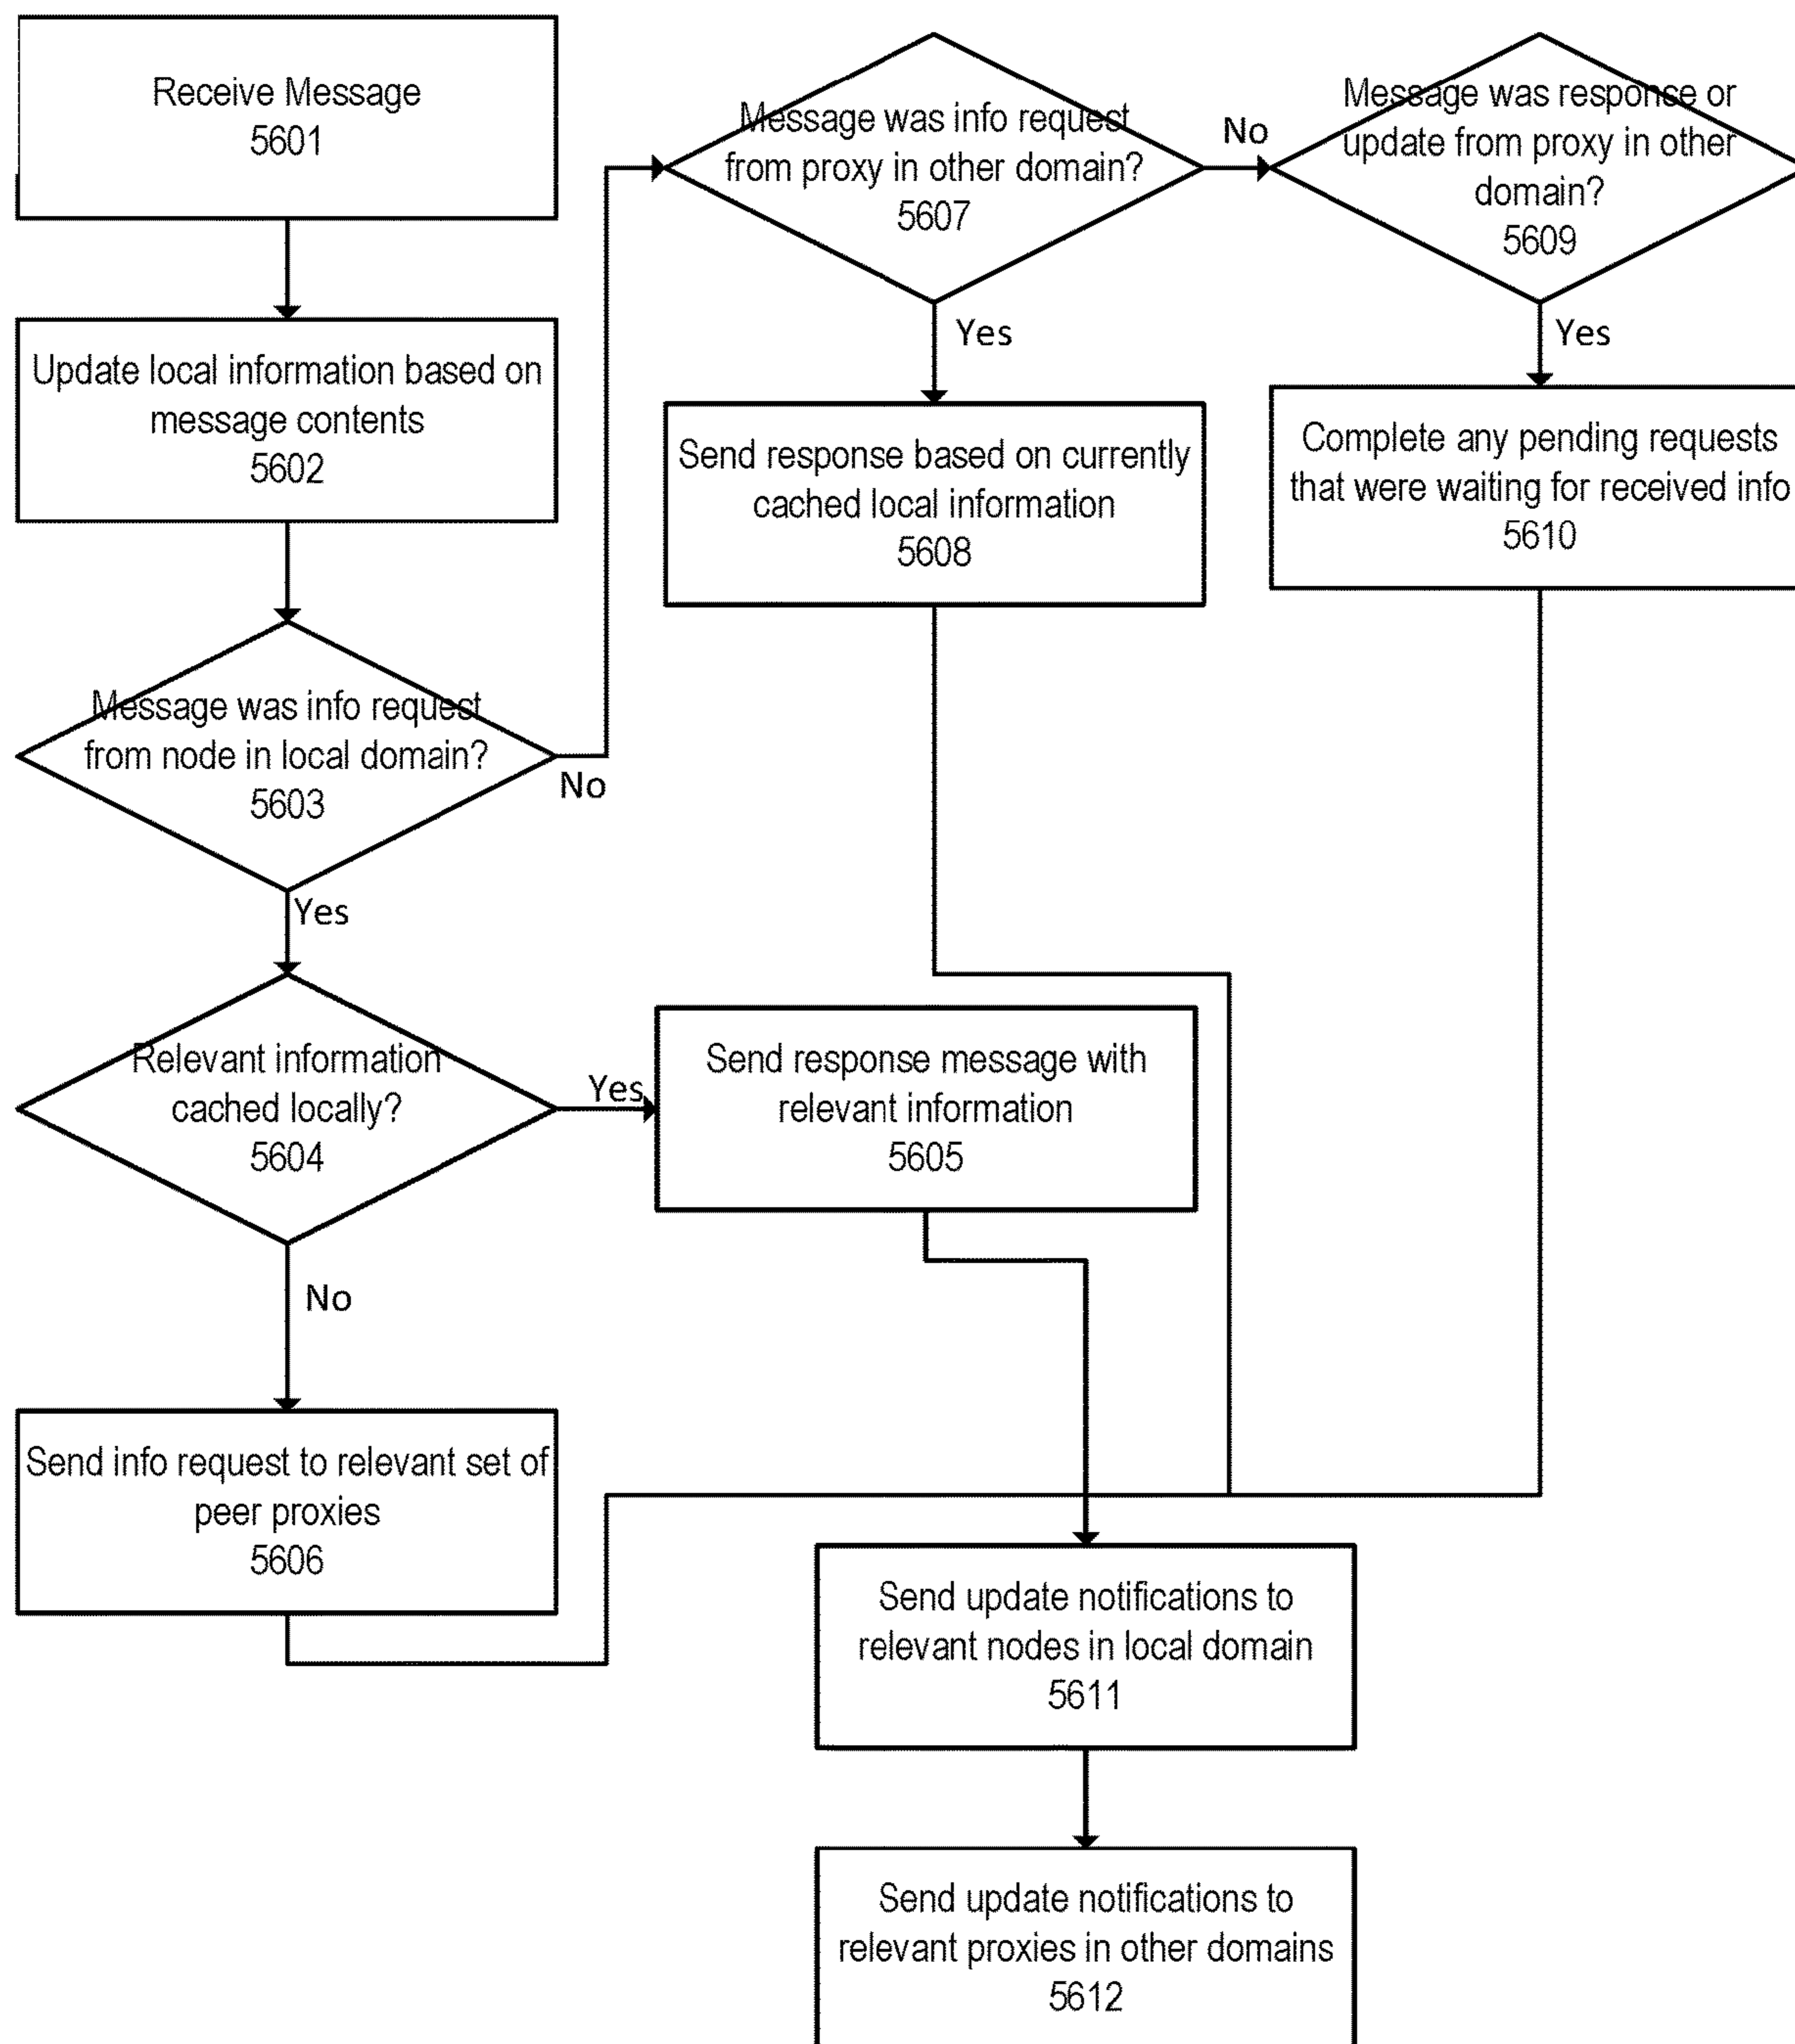 Receive Message
5601
Update local information based on
message contents
5602
Message was info request
from node in local domain?
5603
No
Yes
Relevant information
cached locally?
5604
Yes
No
Send response message with
relevant information
5605
Send info request to relevant set of
peer proxies
5606
Message was info request
from proxy in other domain?
5607
No
Yes
Send response based on currently
cached local information
5608
Message was response or
update from proxy in other
domain?
5609
Yes
Complete any pending requests
that were waiting for received info
5610
Send update notifications to
relevant nodes in local domain
5611
Send update notifications to
relevant proxies in other domains
5612